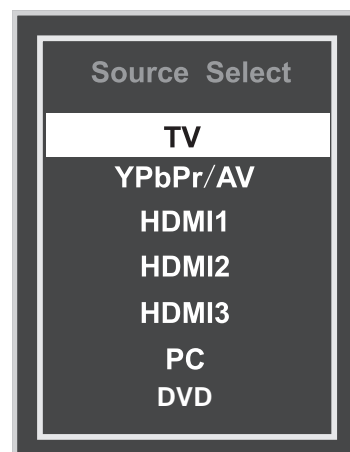 Source Select
TV
YPbPr/AV
HDMI1
HDMI2
HDMI3
PC
DVD